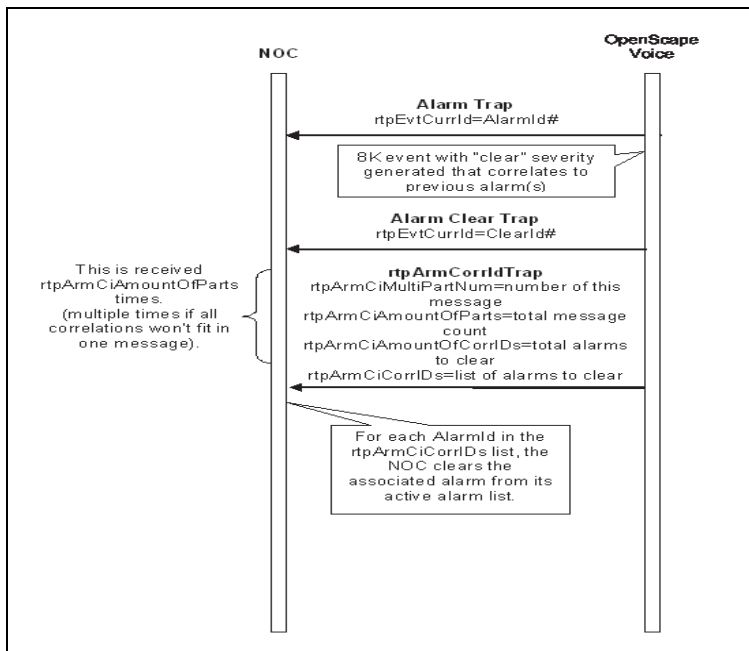 OpenScape
Voice
NOC
Alarm Trap
rtpEvtCurrId=AlarmId#
8K event with "clear" severity
generated that correlates to
previous alarm(s)
Alarm Clear Trap
rtpEvtCurrId=ClearId#
This is received
rtpArmCiAmountOfParts
times.
(multiple times if all
correlations won't fit in
one message).
rtpArmCorrIdTrap
rtpArmCiMultiPartNum=number of this
message
rtpArmCiAmountOfParts=total message
count
rtpArmCiAmountOfCorrIDs=total alarms
to clear
rtpArmCiCorrIDs=list of alarms to clear
For each AlarmId in the
rtpArmCiCorrIDs list, the
NOC clears the
associated alarm from its
active alarm list.